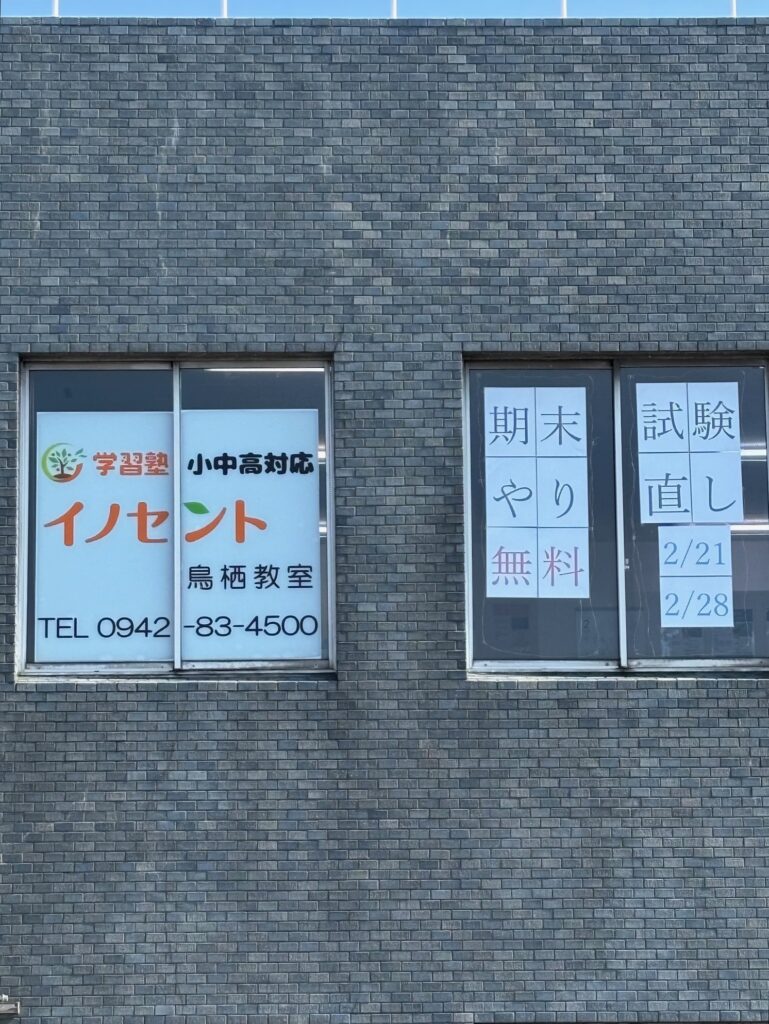 学習塾 小中高対応
イノセント
鳥栖教室
TEL 0942-83-4500
期末試験
やり直し
無料 2/21
2/28